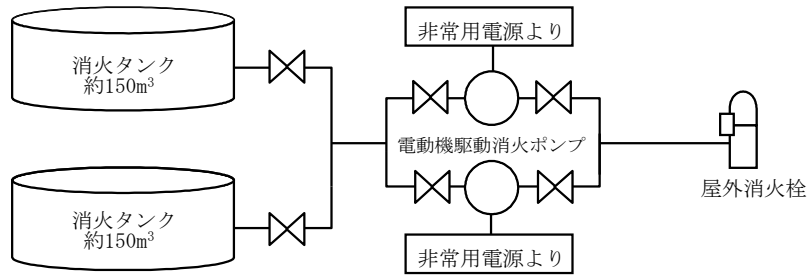 非常用電源より
消火タンク
約150m³
電動機駆動消火ポンプ
屋外消火栓
消火タンク
約150m³
非常用電源より